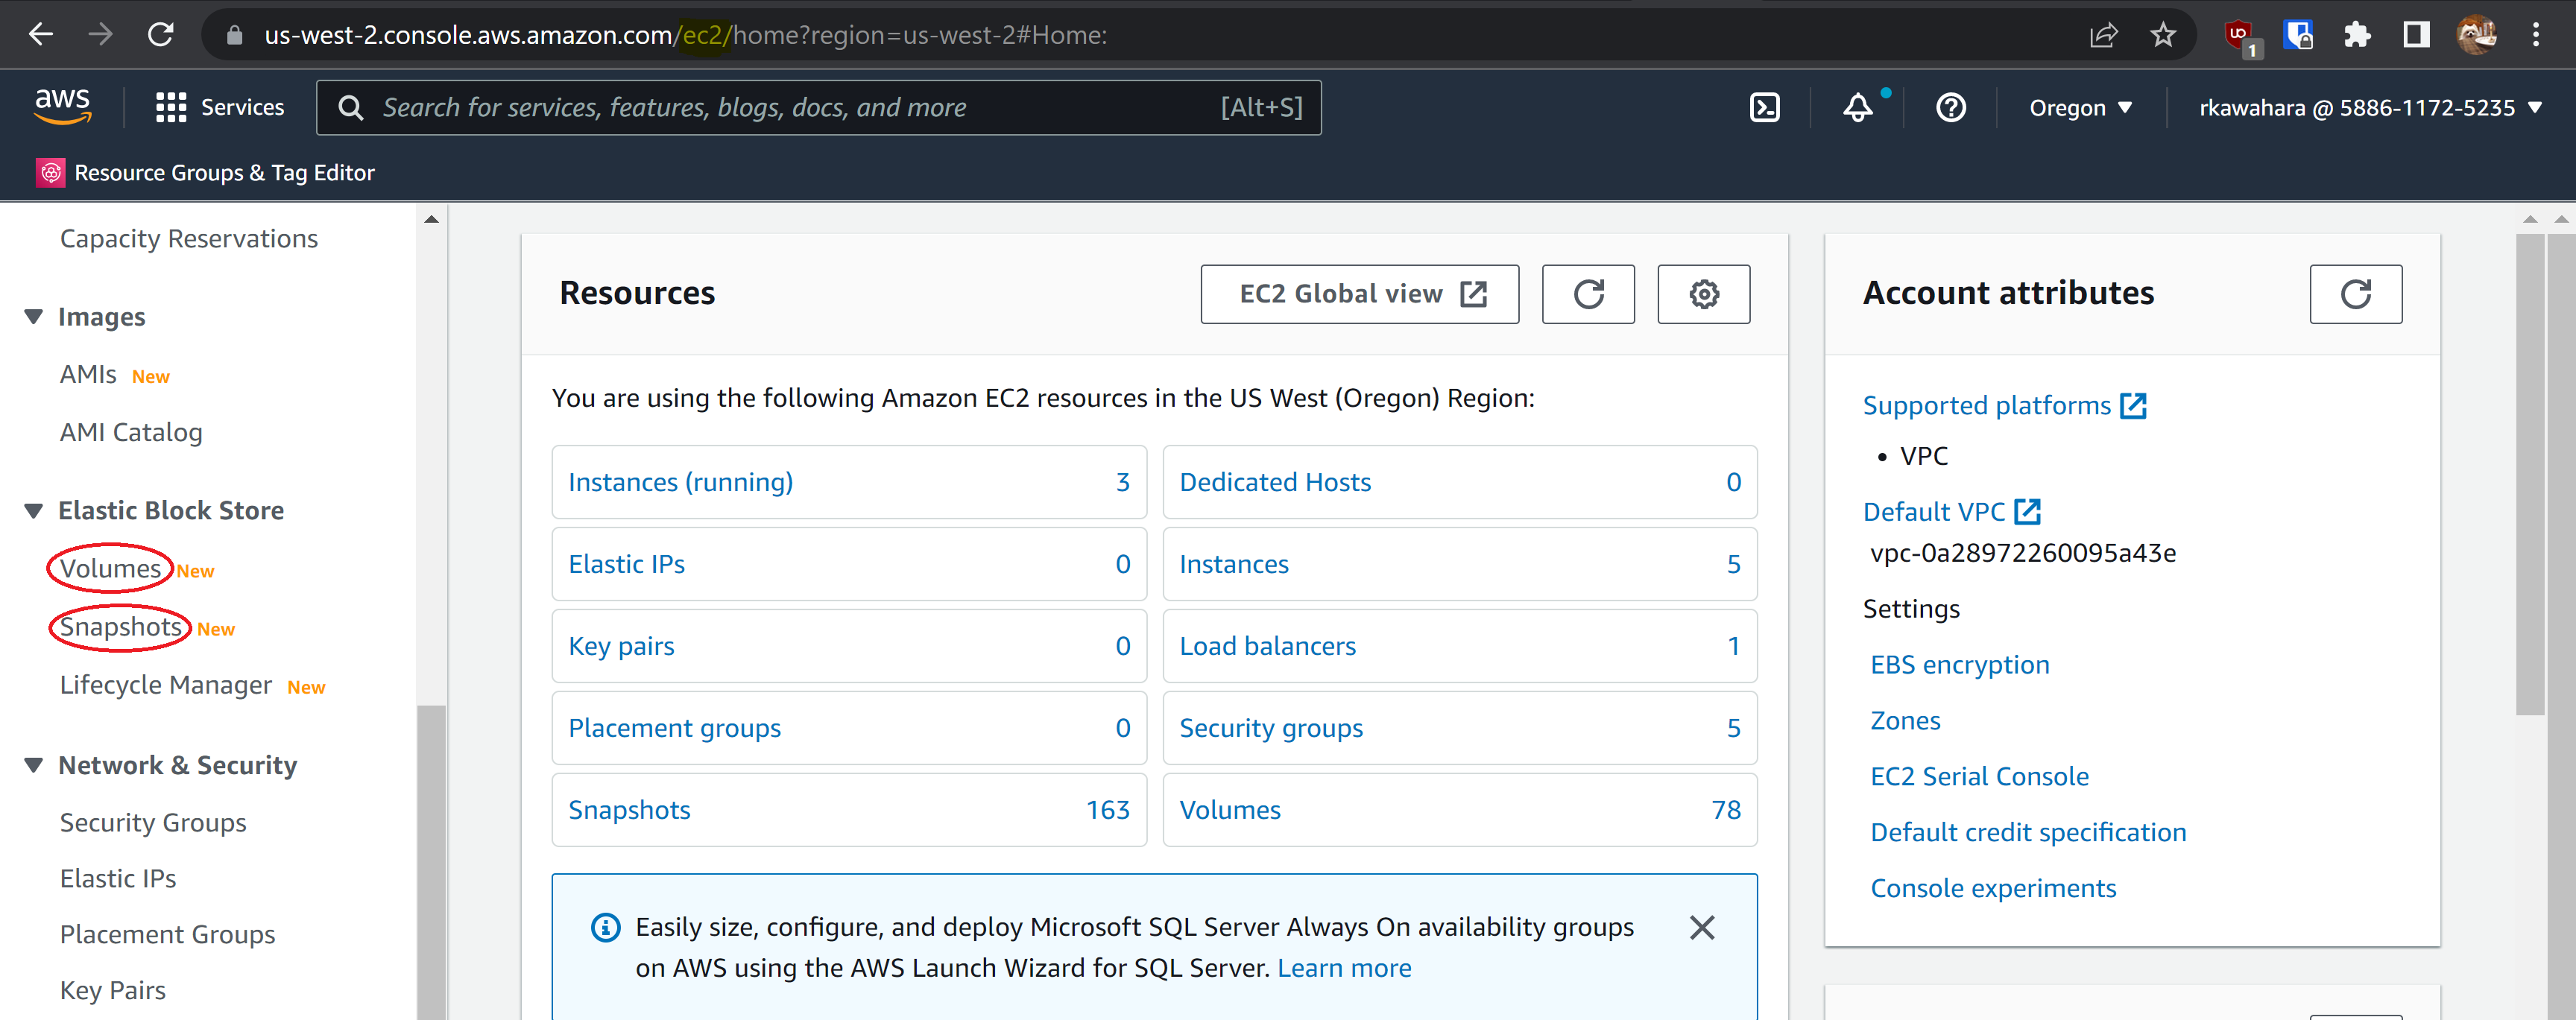 us-west-2.console.aws.amazon.com/ec2/home?region=us-west-2#Home:
1
aws
Services
Search for services, features, blogs, docs, and more
[Alt+S]
Oregon
rkawahara @ 5886-1172-5235
Resource Groups & Tag Editor
Capacity Reservations
Images
AMIs New
AMI Catalog
Elastic Block Store
Volumes New
Snapshots New
Lifecycle Manager New
Network & Security
Security Groups
Elastic IPs
Placement Groups
Key Pairs
Resources
EC2 Global view
You are using the following Amazon EC2 resources in the US West (Oregon) Region:
Instances (running) 3
Dedicated Hosts 0
Elastic IPs 0
Instances 5
Key pairs 0
Load balancers 1
Placement groups 0
Security groups 5
Snapshots 163
Volumes 78
Easily size, configure, and deploy Microsoft SQL Server Always On availability groups
on AWS using the AWS Launch Wizard for SQL Server. Learn more
Account attributes
Supported platforms
• VPC
Default VPC
vpc-0a28972260095a43e
Settings
EBS encryption
Zones
EC2 Serial Console
Default credit specification
Console experiments